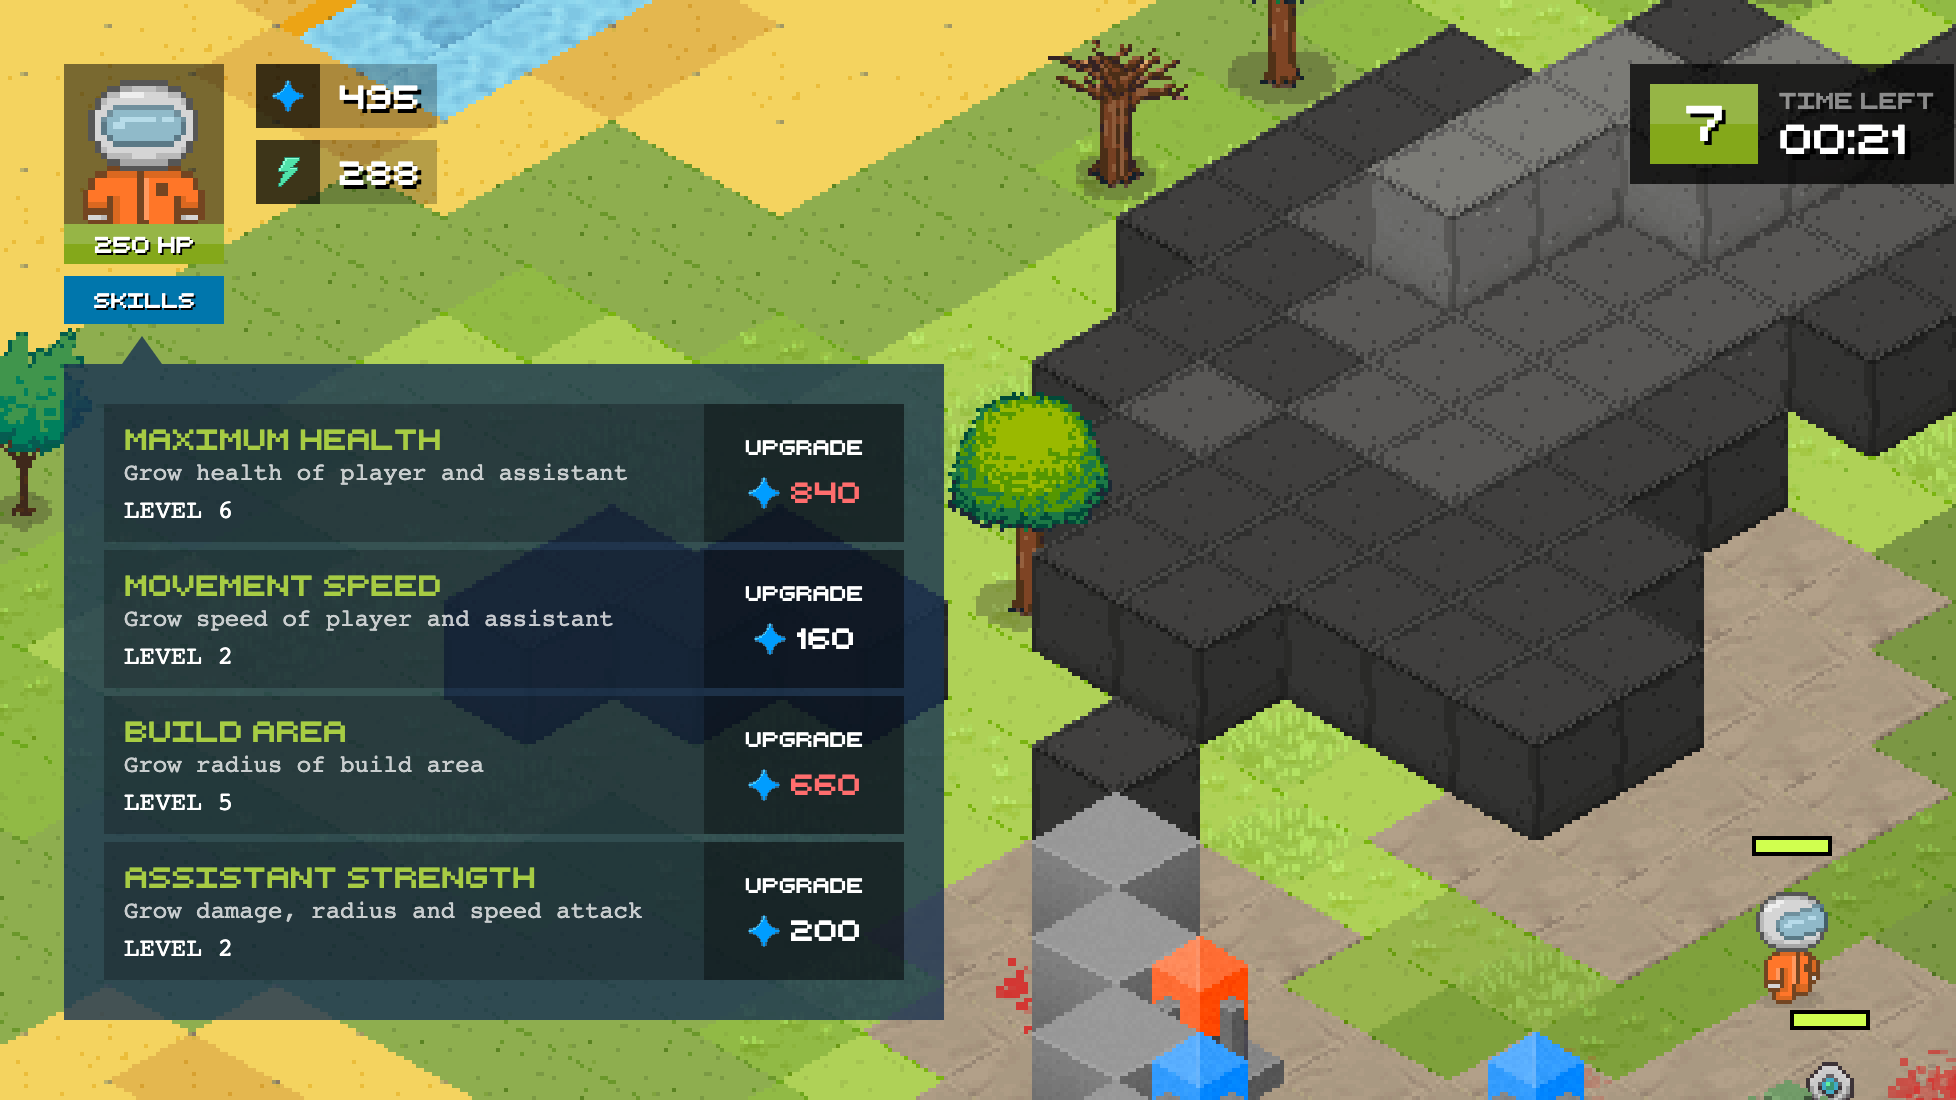 495
288
250 HP
SKILLS
7
TIME LEFT
00:21
MAXIMUM HEALTH
Grow health of player and assistant
LEVEL 6
UPGRADE
840
MOVEMENT SPEED
Grow speed of player and assistant
LEVEL 2
UPGRADE
160
BUILD AREA
Grow radius of build area
LEVEL 5
UPGRADE
660
ASSISTANT STRENGTH
Grow damage, radius and speed attack
LEVEL 2
UPGRADE
200